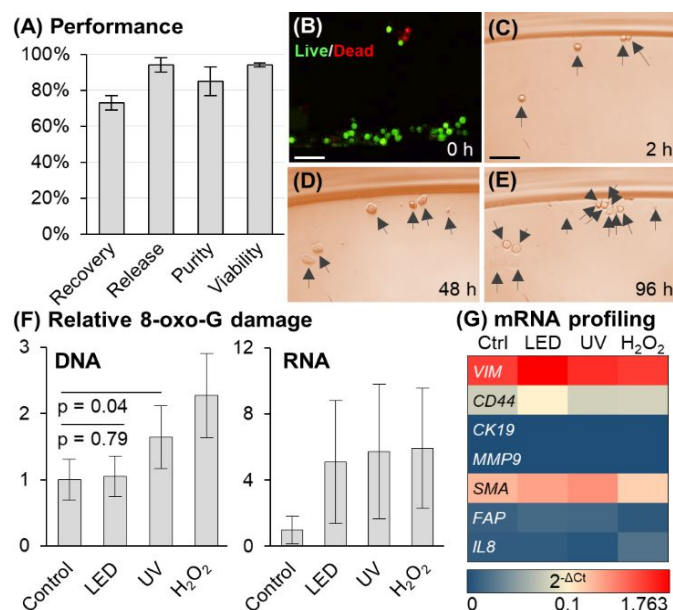 (A) Performance
100%
80%
60%
40%
20%
0%
Recovery
Release
Purity
Viability
(B)
Live/Dead
0 h
(C)
2 h
(D)
48 h
(E)
96 h
(F) Relative 8-oxo-G damage
DNA
3
2
1
0
p = 0.04
p = 0.79
Control
LED
UV
H₂O₂
RNA
12
8
4
0
Control
LED
UV
H₂O₂
(G) mRNA profiling
Ctrl LED UV H₂O₂
VIM
CD44
CK19
MMP9
SMA
FAP
IL8
2^-ΔCt
0 0.1 1.763